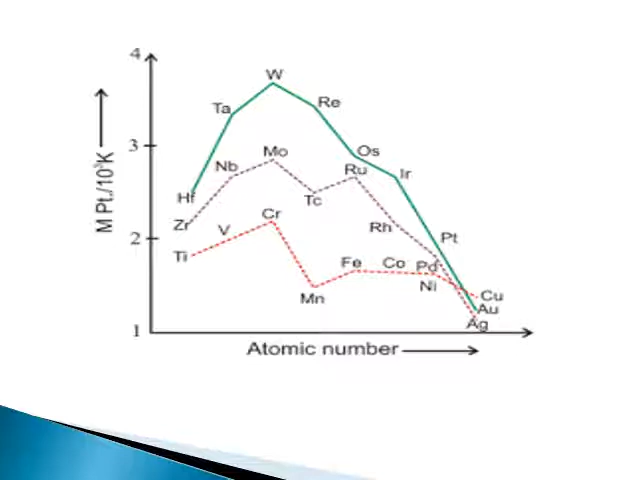 4
W
Ta
Re
3
Mo
Os
Nb
Ru
Ir
M Pt./10³K
Hf
Tc
Zr
Cr
Rh
V
Pt
2
Ti
Fe
Co
Pd
Mn
Ni
Cu
Au
Ag
1
Atomic number